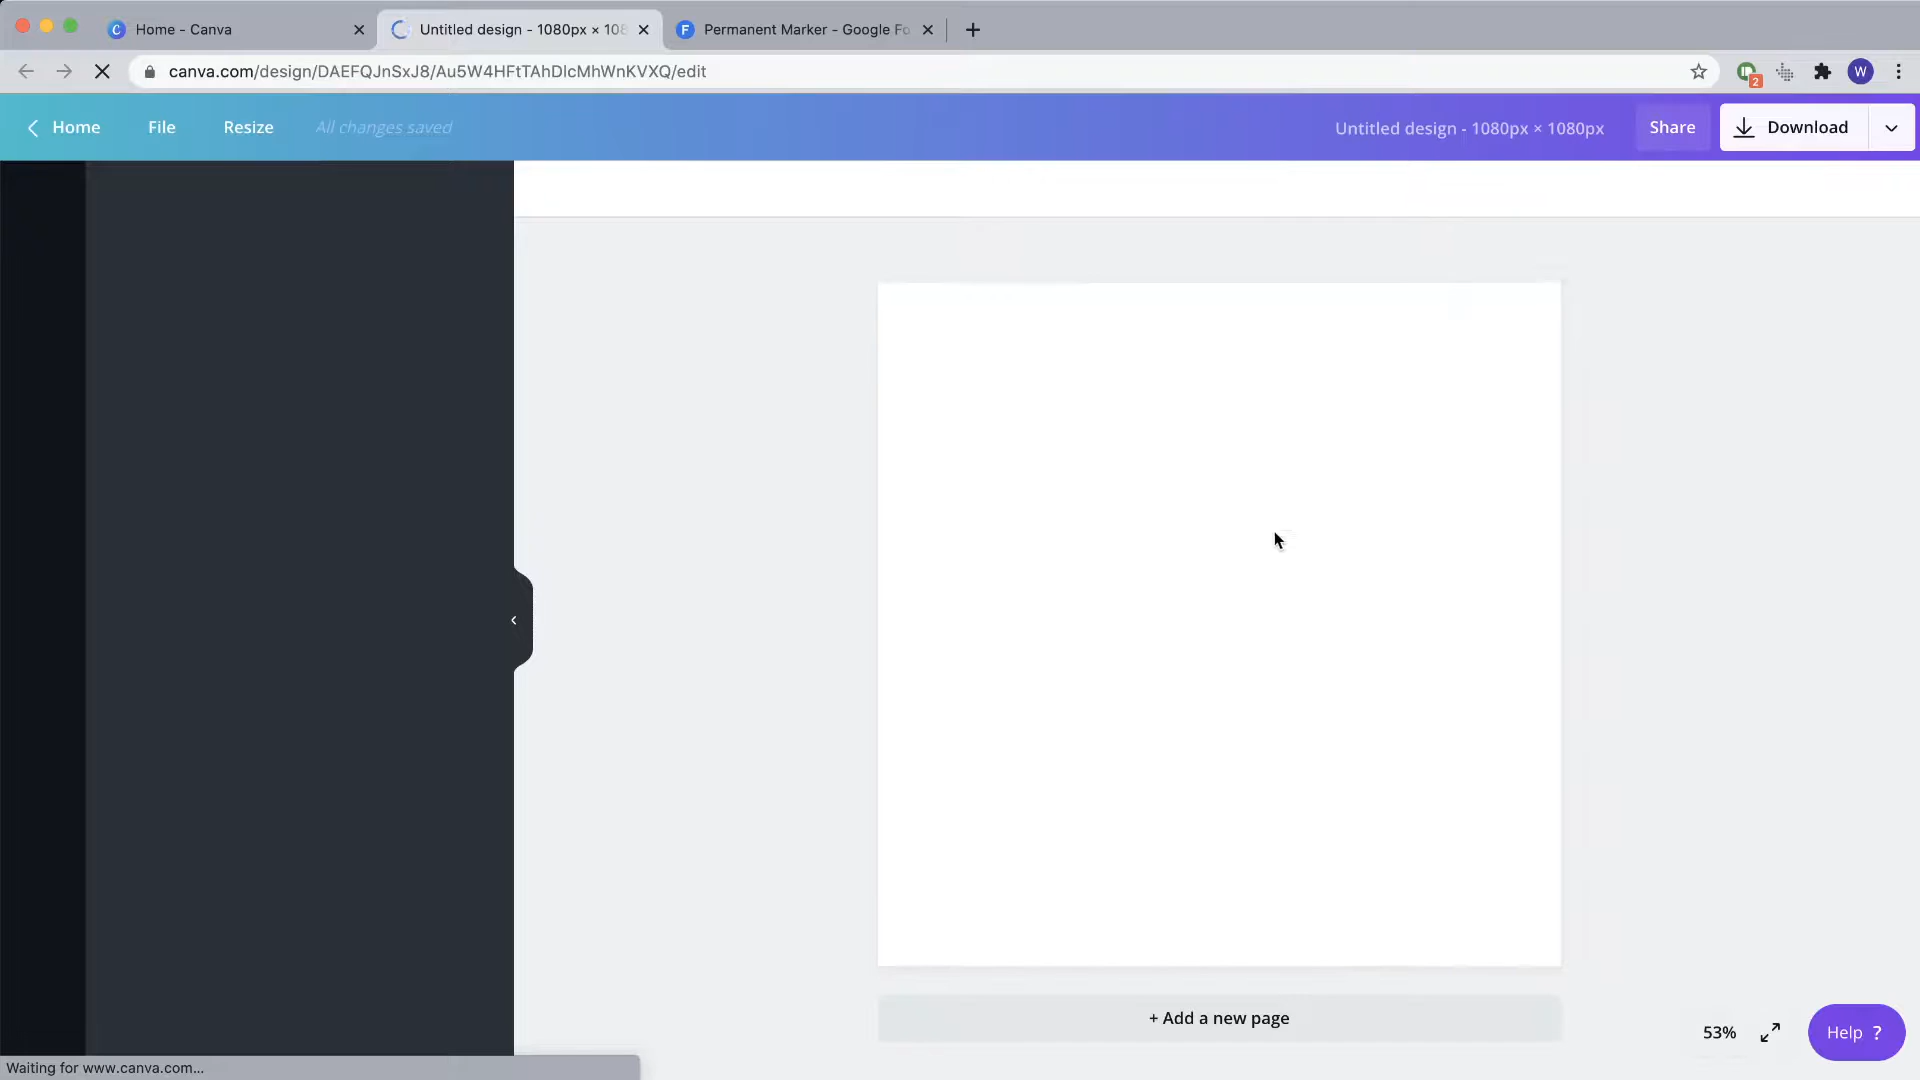 Home - Canva
Untitled design - 1080px × 108
Permanent Marker - Google Fo
canva.com/design/DAEFQJnSxJ8/Au5W4HFtTAhDlcMhWnKVXQ/edit
2
W
Home
File
Resize
All changes saved
Untitled design - 1080px × 1080px
Share
Download
+ Add a new page
53%
Help ?
Waiting for www.canva.com...